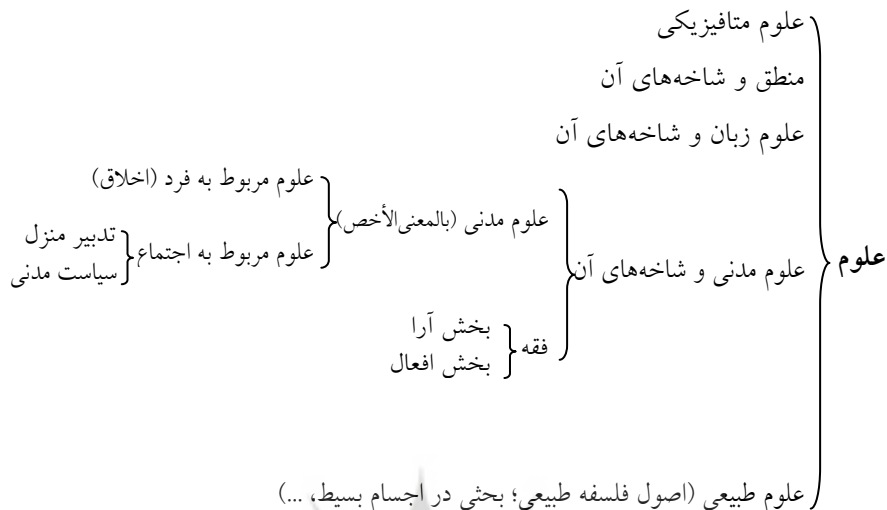 علوم متافیزیکی
منطق و شاخه‌های آن
علوم زبان و شاخه‌های آن
علوم
علوم مدنی و شاخه‌های آن
علوم مدنی (بالمعنی‌الأخص)
علوم مربوط به فرد (اخلاق)
علوم مربوط به اجتماع
تدبیر منزل
سیاست مدنی
فقه
بخش آرا
بخش افعال
علوم طبیعی (اصول فلسفه طبیعی؛ بحثی در اجسام بسیط، ...)